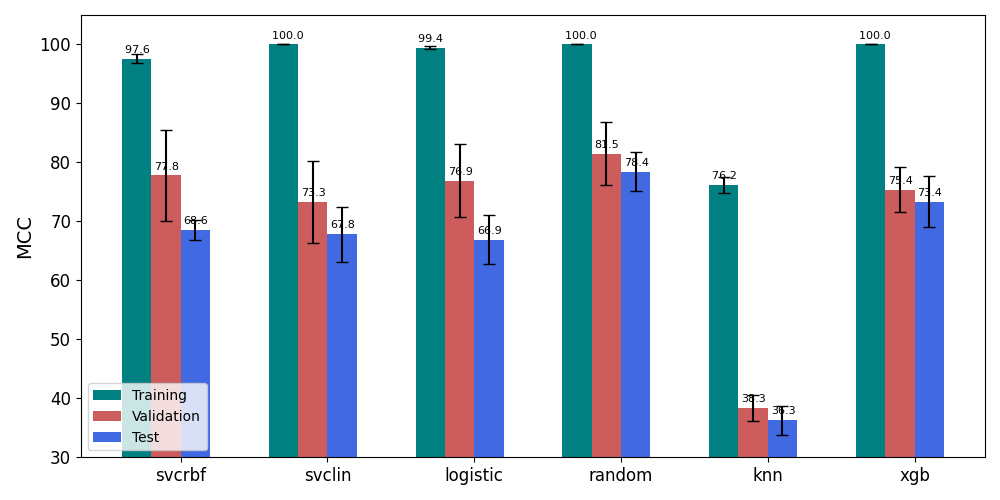 MCC
100
90
80
70
60
50
40
30
97.6
77.8
68.6
100.0
73.3
67.8
99.4
76.9
66.9
100.0
81.5
78.4
76.2
38.3
36.3
100.0
75.4
73.4
Training
Validation
Test
svcrbf
svclin
logistic
random
knn
xgb